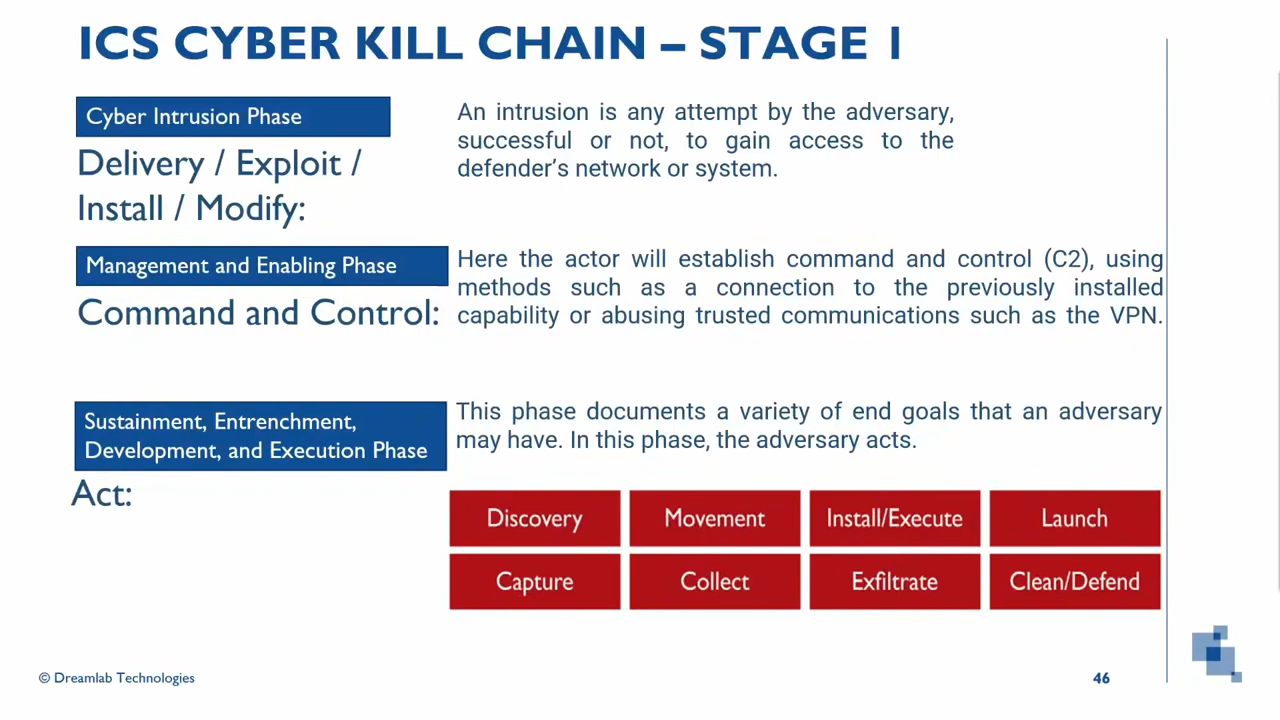 ICS CYBER KILL CHAIN – STAGE 1
Cyber Intrusion Phase
Delivery / Exploit /
Install / Modify:
An intrusion is any attempt by the adversary,
successful or not, to gain access to the
defender’s network or system.
Management and Enabling Phase
Command and Control:
Here the actor will establish command and control (C2), using
methods such as a connection to the previously installed
capability or abusing trusted communications such as the VPN.
Sustainment, Entrenchment,
Development, and Execution Phase
Act:
This phase documents a variety of end goals that an adversary
may have. In this phase, the adversary acts.
Discovery Movement Install/Execute Launch
Capture Collect Exfiltrate Clean/Defend
© Dreamlab Technologies
46